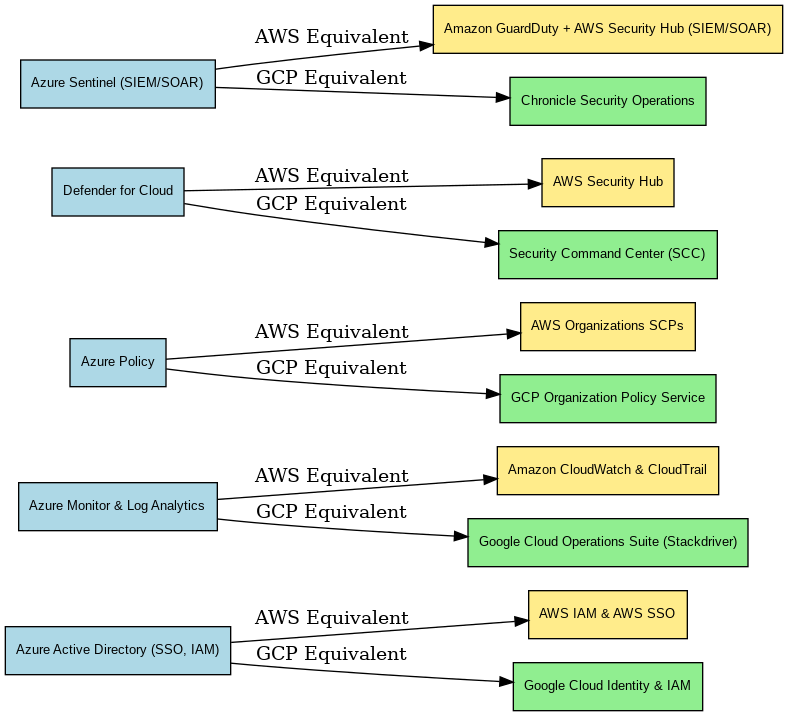 AWS Equivalent
Amazon GuardDuty + AWS Security Hub (SIEM/SOAR)
Azure Sentinel (SIEM/SOAR)
GCP Equivalent
Chronicle Security Operations
AWS Equivalent
AWS Security Hub
Defender for Cloud
GCP Equivalent
Security Command Center (SCC)
AWS Equivalent
AWS Organizations SCPs
Azure Policy
GCP Equivalent
GCP Organization Policy Service
AWS Equivalent
Amazon CloudWatch & CloudTrail
Azure Monitor & Log Analytics
GCP Equivalent
Google Cloud Operations Suite (Stackdriver)
AWS Equivalent
AWS IAM & AWS SSO
Azure Active Directory (SSO, IAM)
GCP Equivalent
Google Cloud Identity & IAM